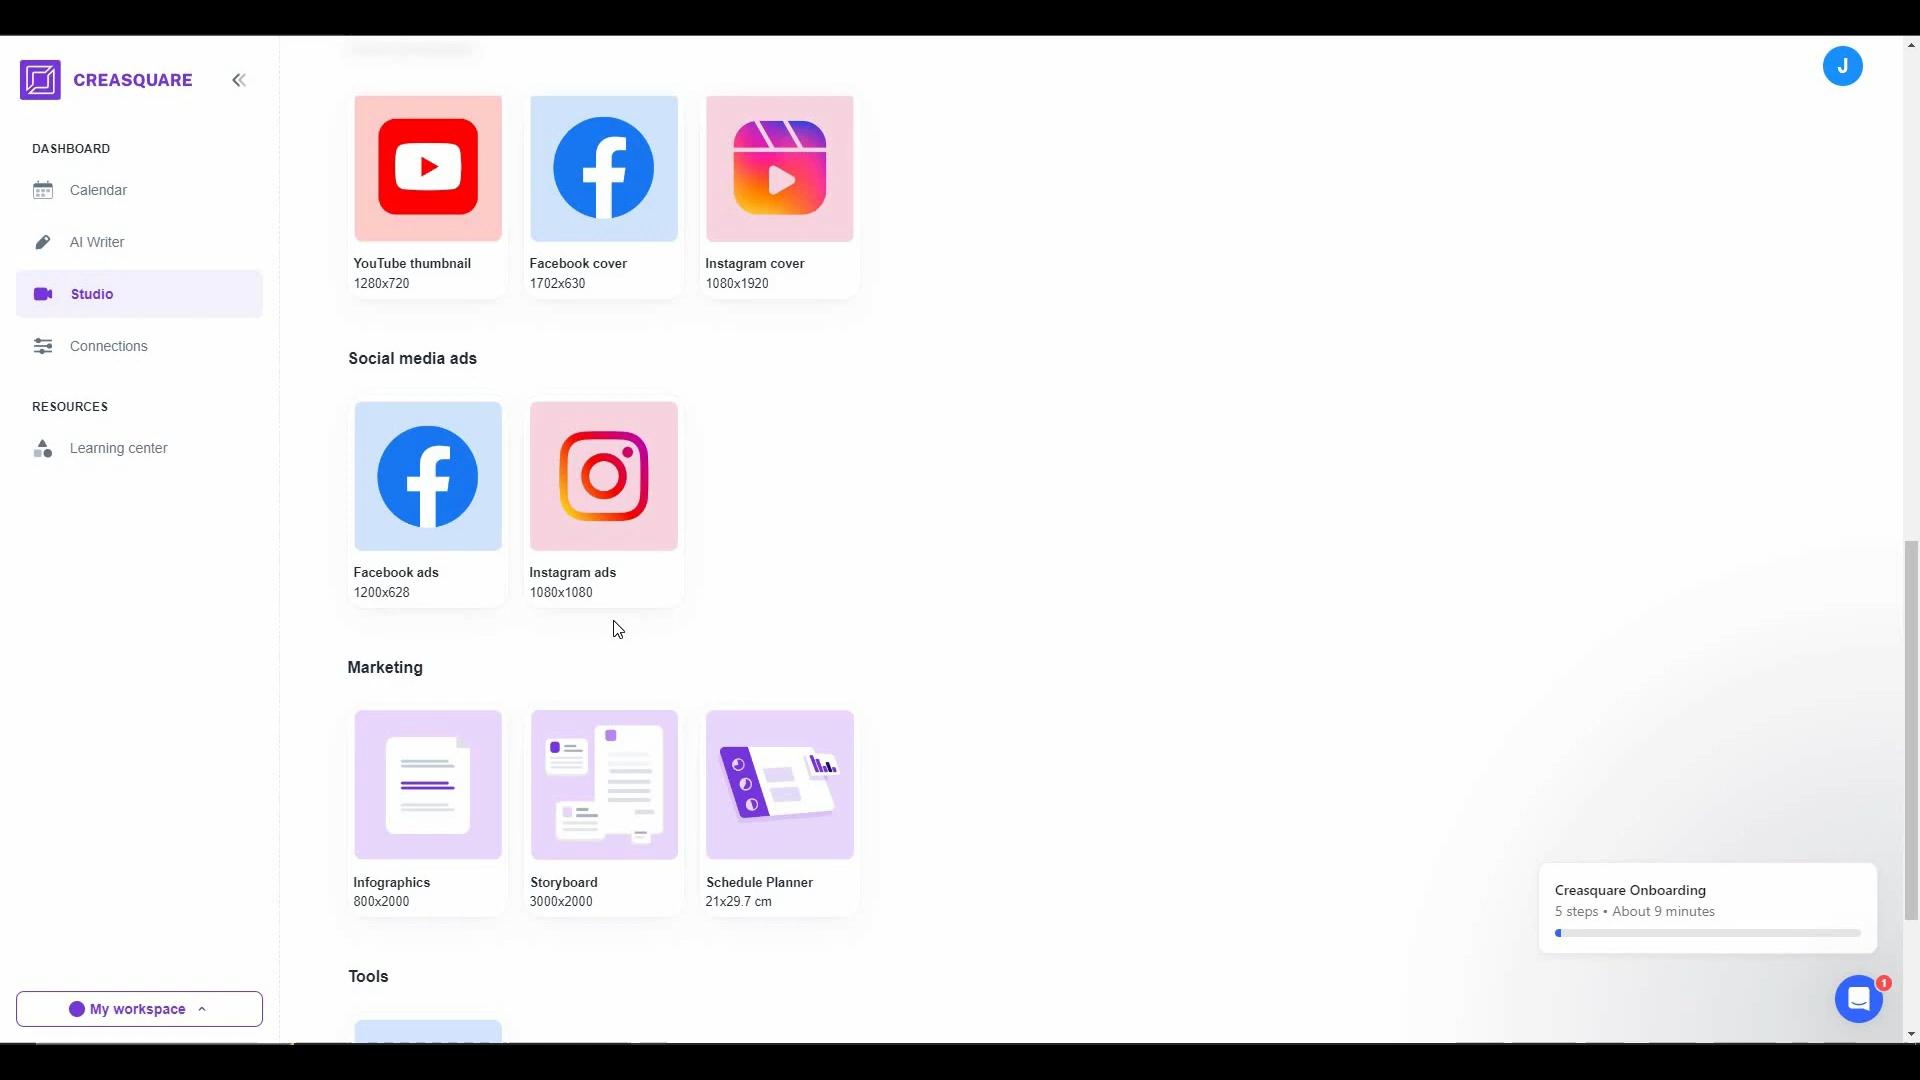 CREASQUARE
J
DASHBOARD
Calendar
AI Writer
Studio
Connections
RESOURCES
Learning center
My workspace
YouTube thumbnail
1280x720
Facebook cover
1702x630
Instagram cover
1080x1920
Social media ads
Facebook ads
1200x628
Instagram ads
1080x1080
Marketing
Infographics
800x2000
Storyboard
3000x2000
Schedule Planner
21x29.7 cm
Tools
Creasquare Onboarding
5 steps • About 9 minutes
1